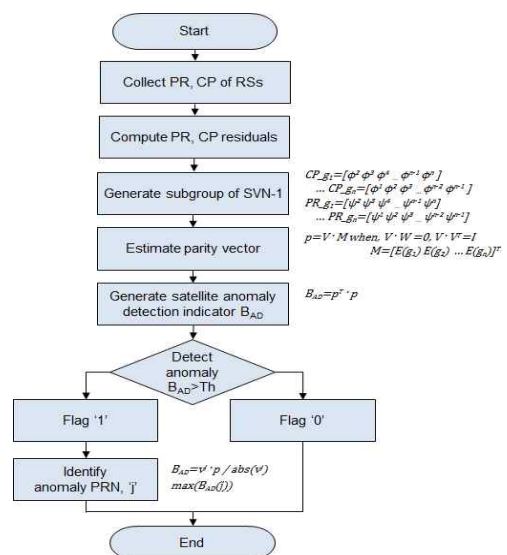 Start
Collect PR, CP of RSs
Compute PR, CP residuals
Generate subgroup of SVN-1
CP_g₁=[ϕ² ϕ³ ϕ⁴ … ϕⁿ⁻¹ ϕⁿ ]
… CP_gₙ=[ϕ¹ ϕ² ϕ³ … ϕⁿ⁻² ϕⁿ⁻¹ ]
PR_g₁=[ψ² ψ³ ψ⁴ … ψⁿ⁻¹ ψⁿ]
… PR_gₙ=[ψ¹ ψ² ψ³ … ψⁿ⁻² ψⁿ⁻¹]
Estimate parity vector
p=V·M when, V·W=0, V·Vᵀ=I
M=[E(g₁) E(g₂) …E(gₙ)]ᵀ
Generate satellite anomaly
detection indicator B_AD
B_AD=pᵀ·p
Detect
anomaly
B_AD>Th
Flag '1'
Flag '0'
Identify
anomaly PRN, 'j'
B_AD=vʲ·p / abs(vʲ)
max(B_AD(j))
End